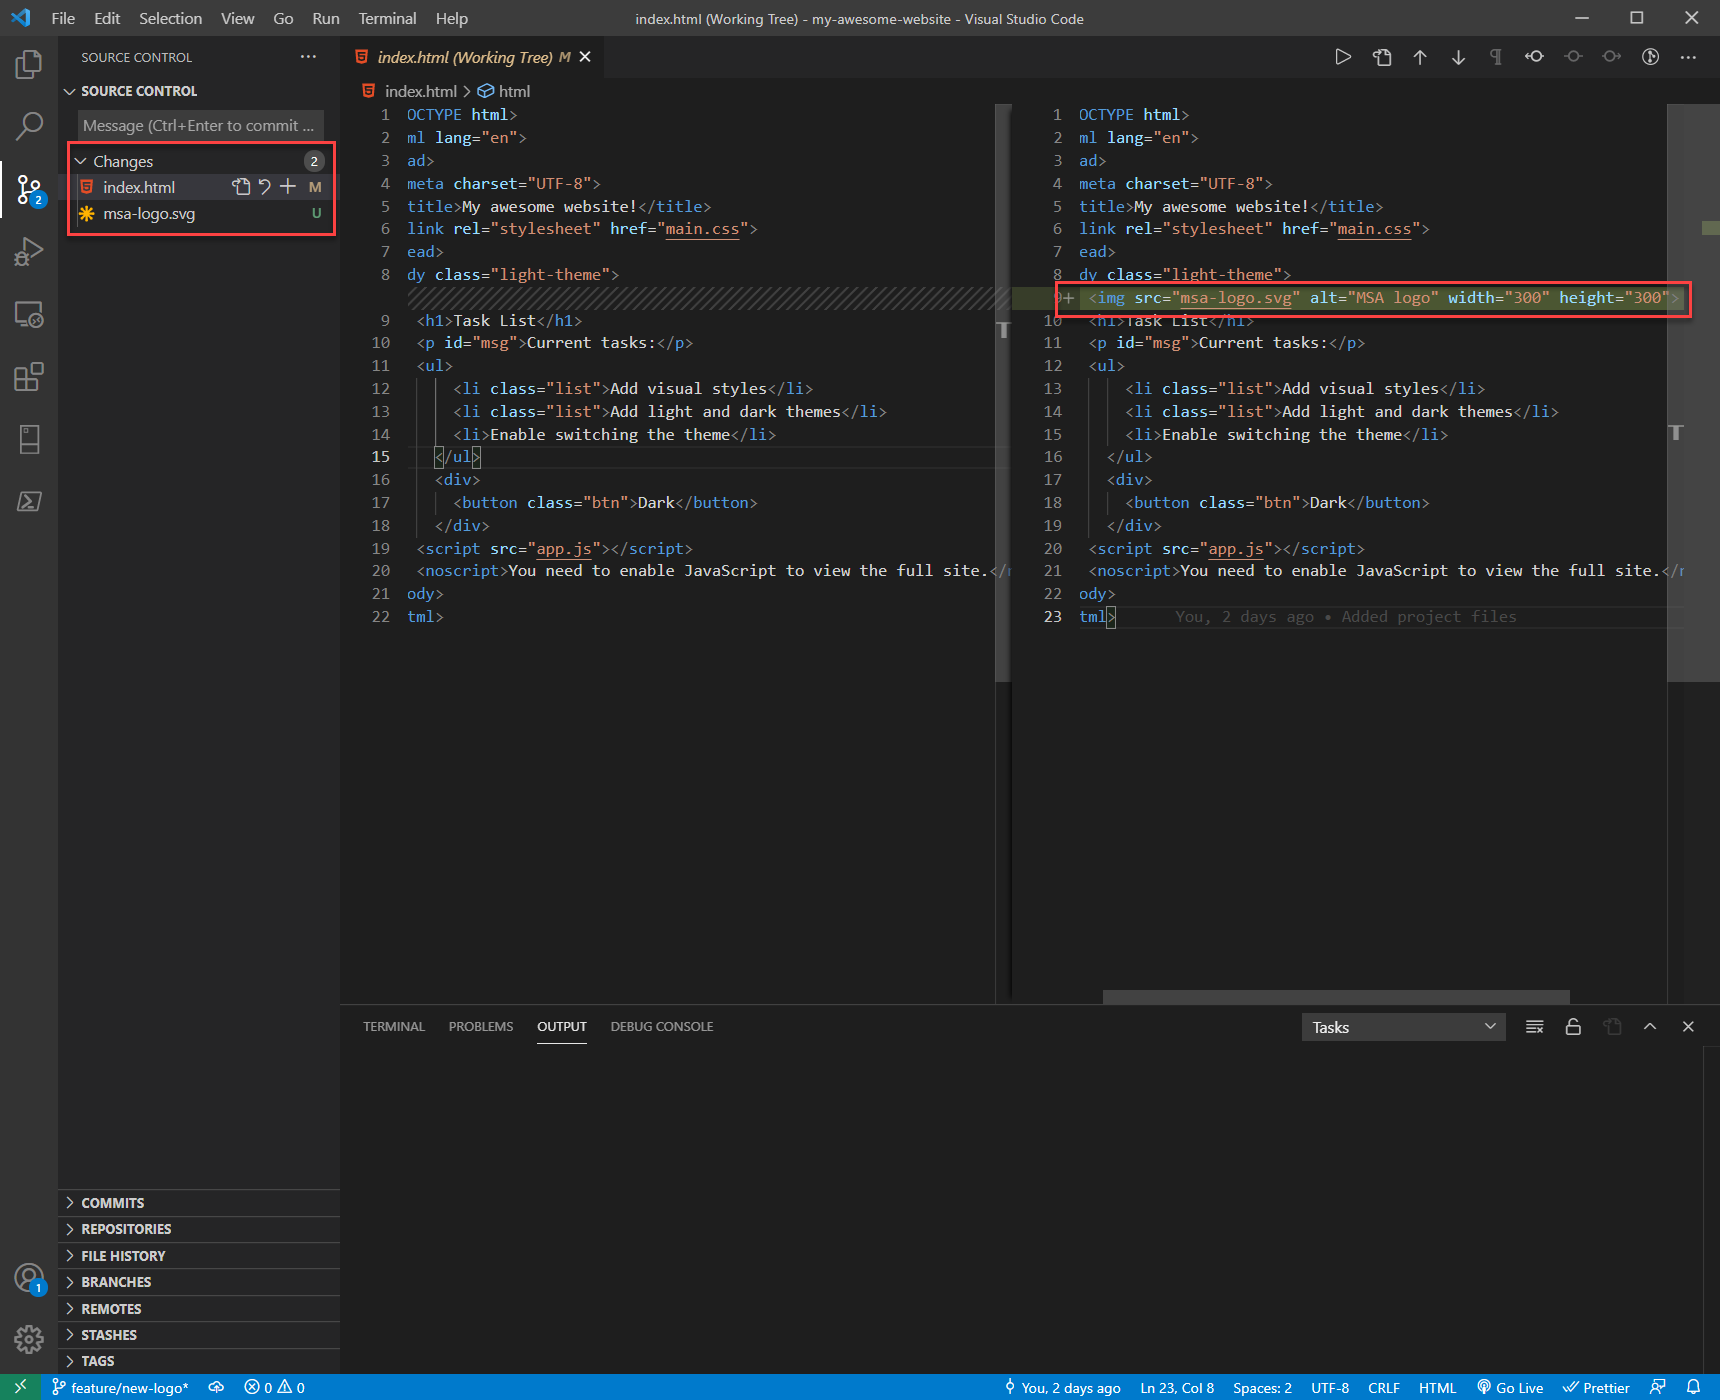 File Edit Selection View Go Run Terminal Help
index.html (Working Tree) - my-awesome-website - Visual Studio Code
SOURCE CONTROL
SOURCE CONTROL
Message (Ctrl+Enter to commit ...
Changes 2
index.html M
msa-logo.svg U
2
1
COMMITS
REPOSITORIES
FILE HISTORY
BRANCHES
REMOTES
STASHES
TAGS
index.html (Working Tree) M
index.html > html
1 OCTYPE html>
2 ml lang="en">
3 ad>
4 meta charset="UTF-8">
5 title>My awesome website!</title>
6 link rel="stylesheet" href="main.css">
7 ead>
8 dy class="light-theme">
9 <h1>Task List</h1>
10 <p id="msg">Current tasks:</p>
11 <ul>
12 <li class="list">Add visual styles</li>
13 <li class="list">Add light and dark themes</li>
14 <li>Enable switching the theme</li>
15 </ul>
16 <div>
17 <button class="btn">Dark</button>
18 </div>
19 <script src="app.js"></script>
20 <noscript>You need to enable JavaScript to view the full site.</
21 ody>
22 tml>
1 OCTYPE html>
2 ml lang="en">
3 ad>
4 meta charset="UTF-8">
5 title>My awesome website!</title>
6 link rel="stylesheet" href="main.css">
7 ead>
8 dy class="light-theme">
9+ <img src="msa-logo.svg" alt="MSA logo" width="300" height="300">
10 <h1>Task List</h1>
11 <p id="msg">Current tasks:</p>
12 <ul>
13 <li class="list">Add visual styles</li>
14 <li class="list">Add light and dark themes</li>
15 <li>Enable switching the theme</li>
16 </ul>
17 <div>
18 <button class="btn">Dark</button>
19 </div>
20 <script src="app.js"></script>
21 <noscript>You need to enable JavaScript to view the full site.</
22 ody>
23 tml> You, 2 days ago • Added project files
TERMINAL PROBLEMS OUTPUT DEBUG CONSOLE
Tasks
feature/new-logo* 0 0
You, 2 days ago Ln 23, Col 8 Spaces: 2 UTF-8 CRLF HTML Go Live Prettier